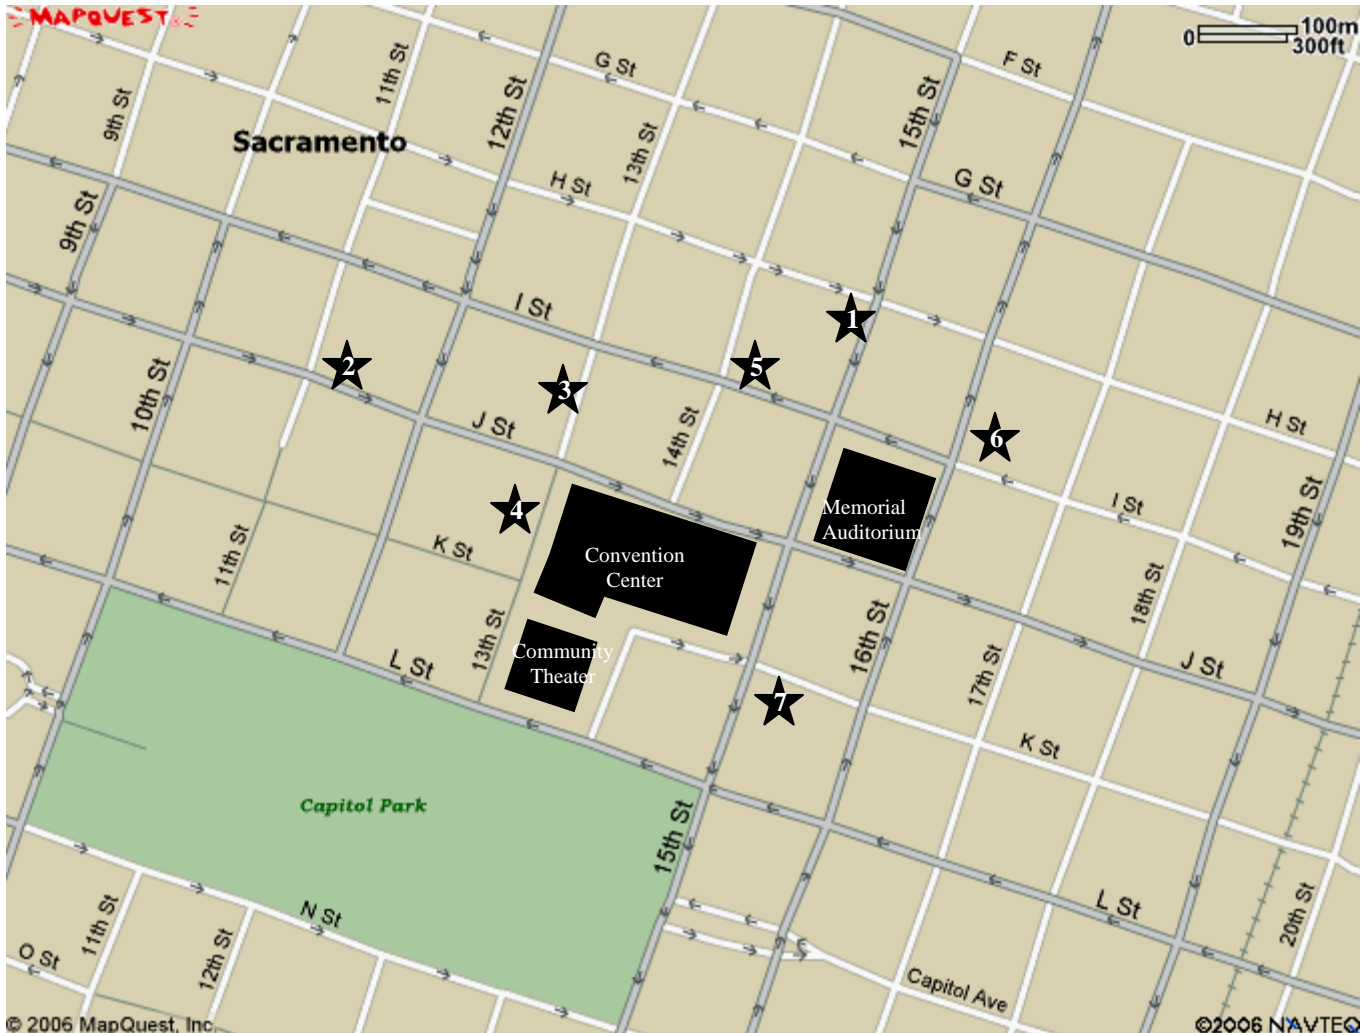 MAPQUEST
0
100m
300ft
F St
G St
11th St
12th St
15th St
9th St
Sacramento
13th St
H St
G St
9th St
I St
1
2
5
3
10th St
J St
14th St
6
H St
4
Memorial
Auditorium
I St
19th St
K St
Convention
Center
11th St
18th St
13th St
16th St
Community
Theater
L St
17th St
J St
7
K St
Capitol Park
15th St
L St
N St
11th St
12th St
20th St
O St
Capitol Ave
© 2006 MapQuest, Inc.
©2006 NAVTEQ